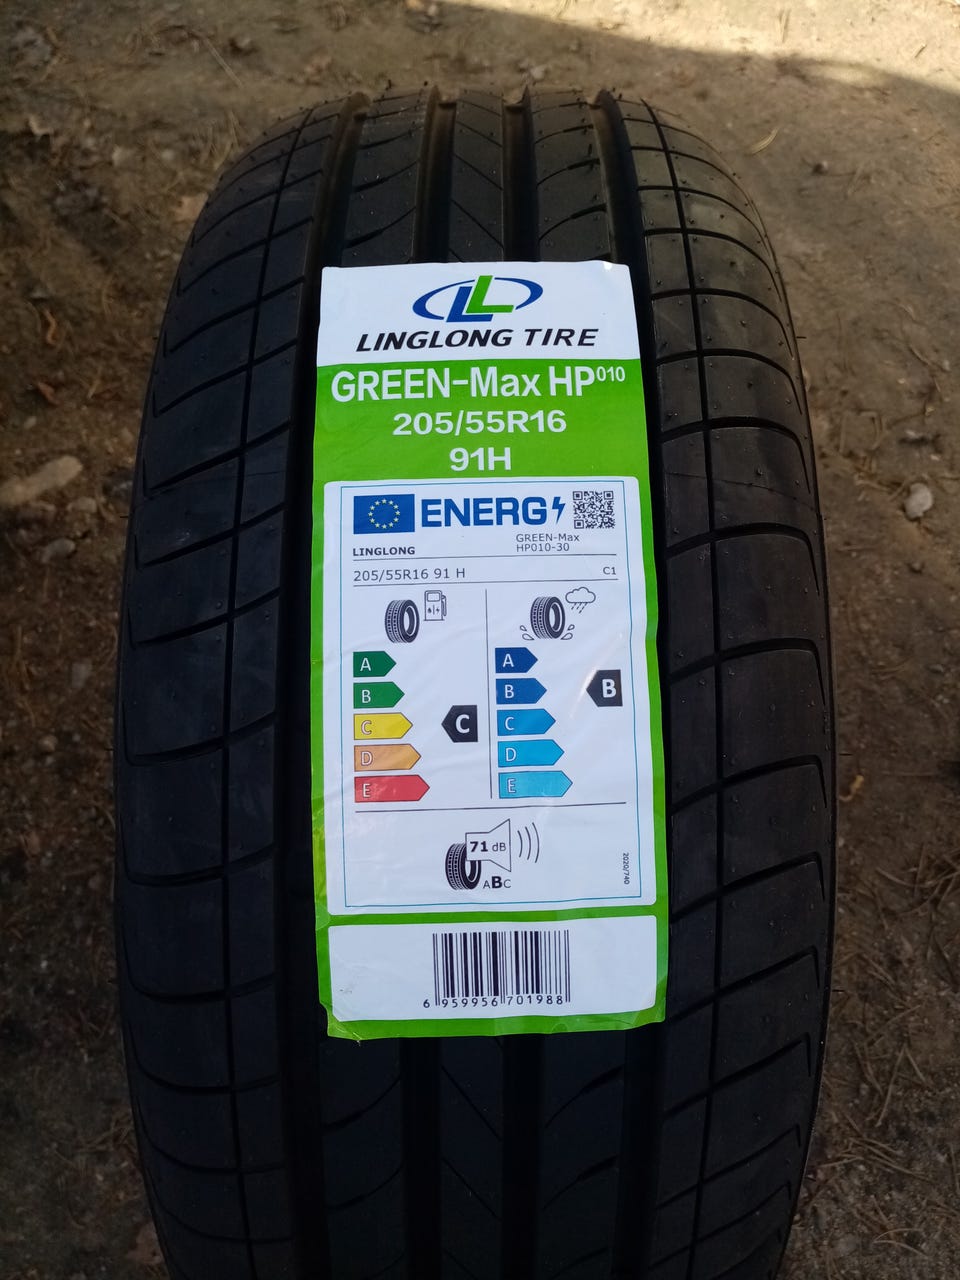 LINGLONG TIRE
GREEN-Max HP010
205/55R16
91H
ENERG
LINGLONG
GREEN-Max
HP010-30
205/55R16 91 H
C1
A
B
C
D
E
C
A
B
C
D
E
B
71 dB
ABC
2020/740
6 959956 701988